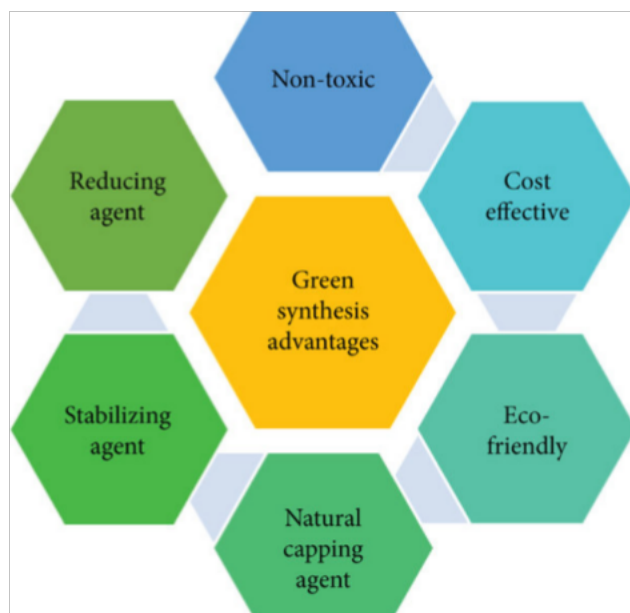 Non-toxic
Cost
effective
Eco-
friendly
Natural
capping
agent
Stabilizing
agent
Reducing
agent
Green
synthesis
advantages